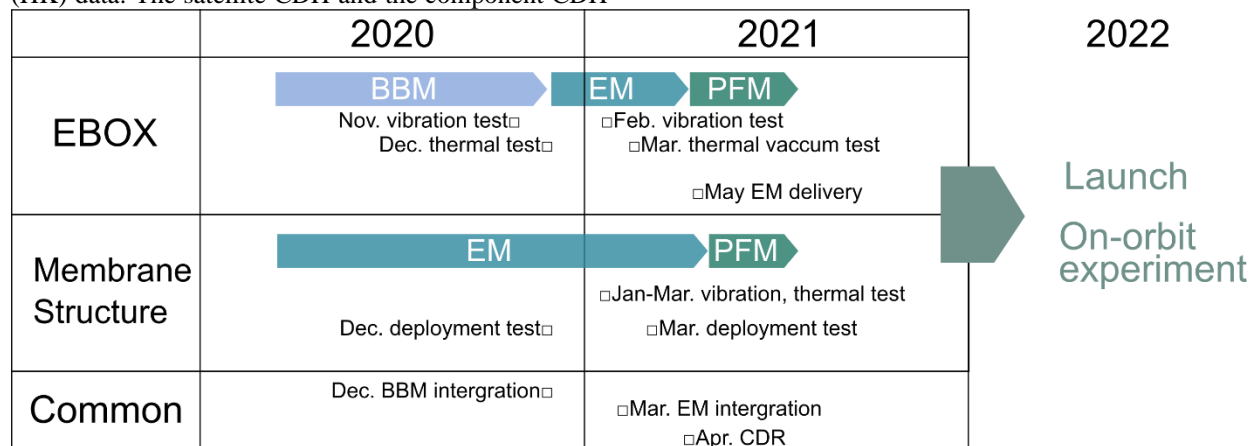 (HK) data. The satellite CDH and the component CDH
2020 2021 2022
BBM EM PFM
EBOX
Nov. vibration test□ □Feb. vibration test
Dec. thermal test□ □Mar. thermal vaccum test
□May EM delivery
Launch
On-orbit
experiment
EM PFM
Membrane
Structure
□Jan-Mar. vibration, thermal test
Dec. deployment test□ □Mar. deployment test
Common
Dec. BBM intergration□
□Mar. EM intergration
□Apr. CDR